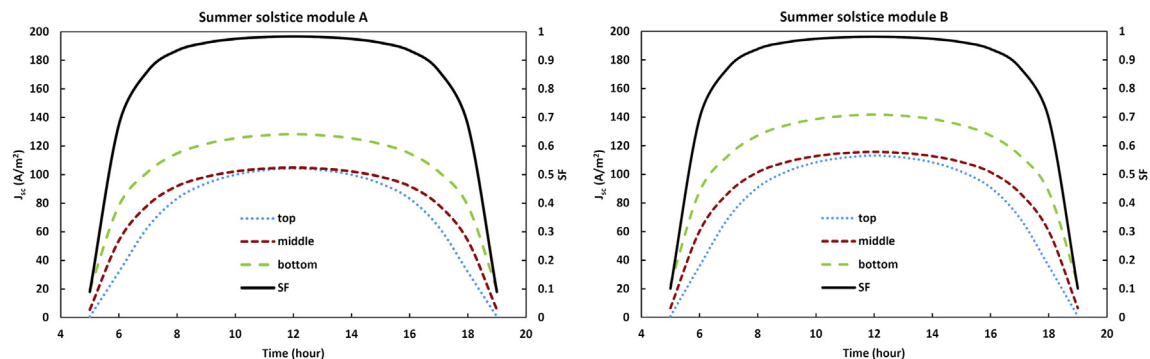 Summer solstice module A
200
180
160
140
120
100
80
60
40
20
0
J_sc (A/m²)
1
0.9
0.8
0.7
0.6
0.5
0.4
0.3
0.2
0.1
0
SF
top
middle
bottom
SF
4 6 8 10 12 14 16 18 20
Time (hour)
Summer solstice module B
200
180
160
140
120
100
80
60
40
20
0
J_sc (A/m²)
1
0.9
0.8
0.7
0.6
0.5
0.4
0.3
0.2
0.1
0
SF
top
middle
bottom
SF
4 6 8 10 12 14 16 18 20
Time (hour)